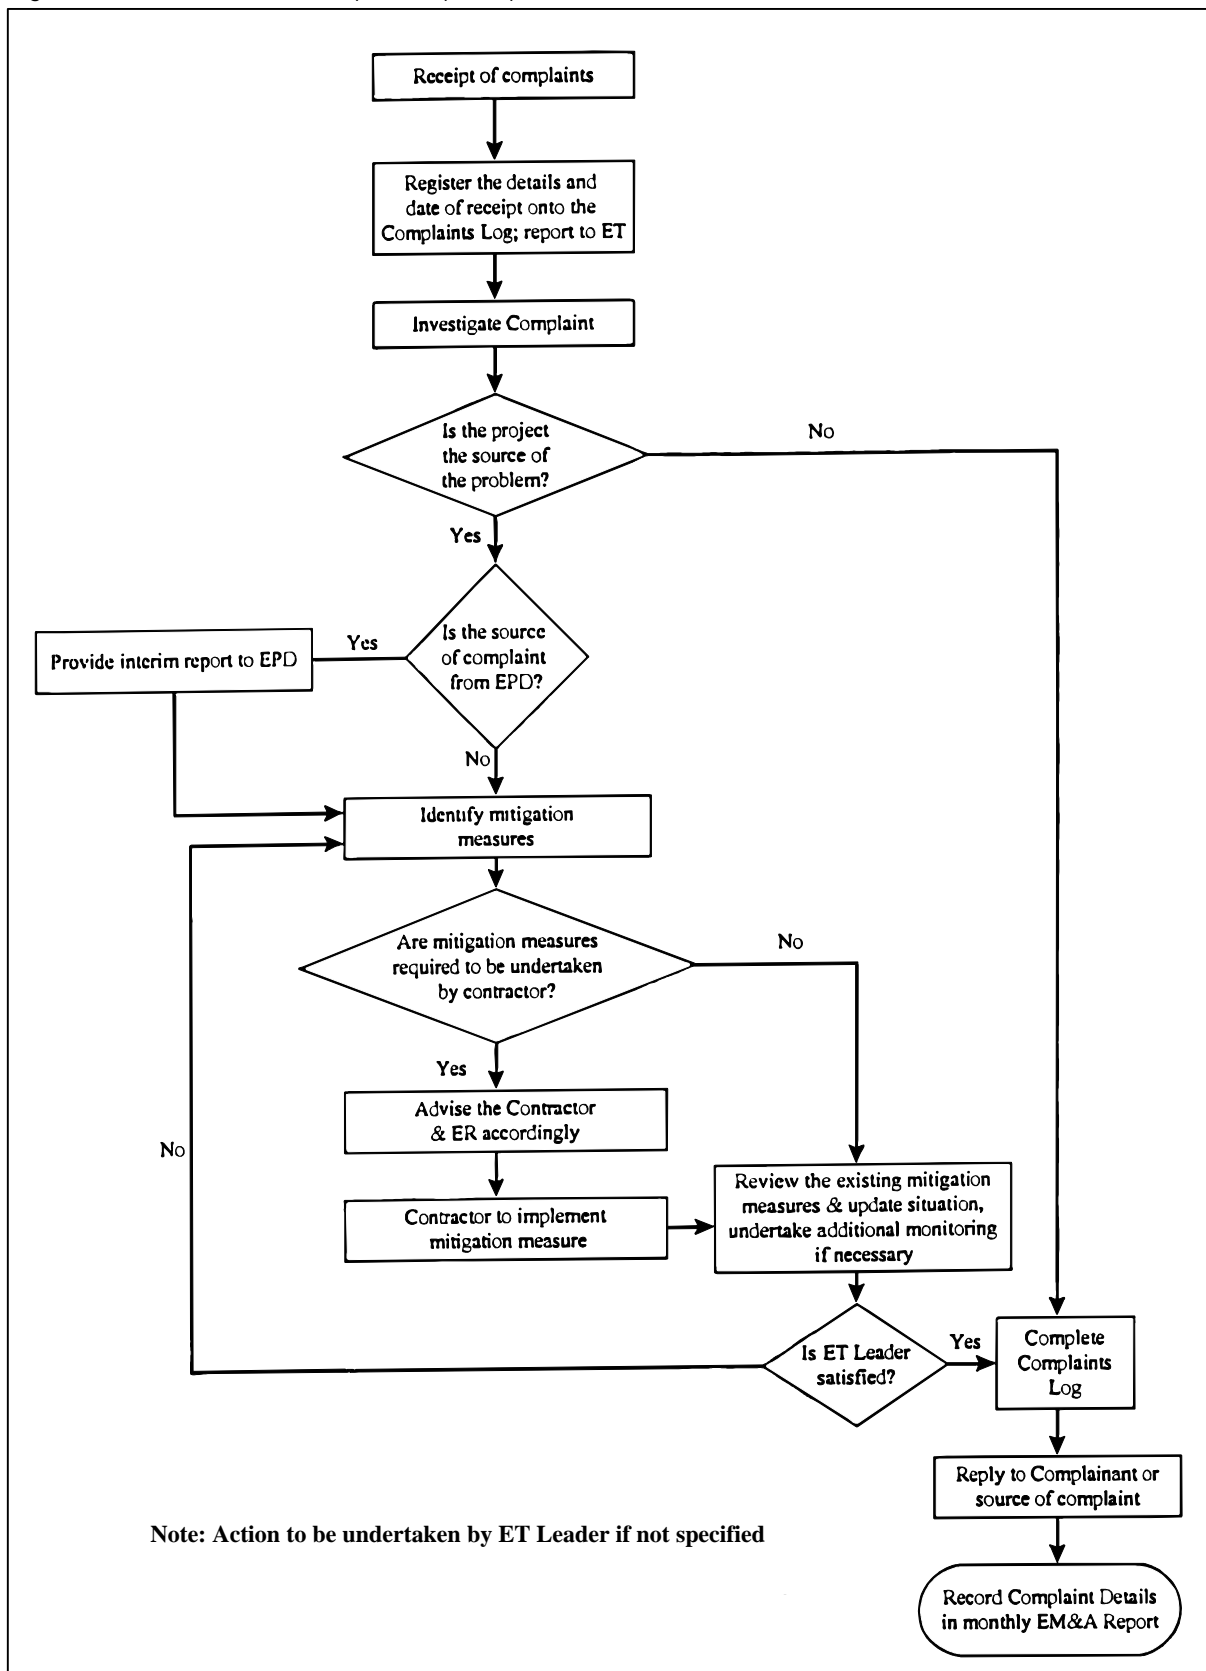 Receipt of complaints
Register the details and
date of receipt onto the
Complaints Log; report to ET
Investigate Complaint
Is the project
the source of
the problem?
No
Yes
Is the source
of complaint
from EPD?
Yes
Provide interim report to EPD
No
Identify mitigation
measures
Are mitigation measures
required to be undertaken
by contractor?
No
Yes
Advise the Contractor
& ER accordingly
No
Contractor to implement
mitigation measure
Review the existing mitigation
measures & update situation,
undertake additional monitoring
if necessary
Is ET Leader
satisfied?
Yes
Complete
Complaints
Log
Reply to Complainant or
source of complaint
Note: Action to be undertaken by ET Leader if not specified
Record Complaint Details
in monthly EM&A Report